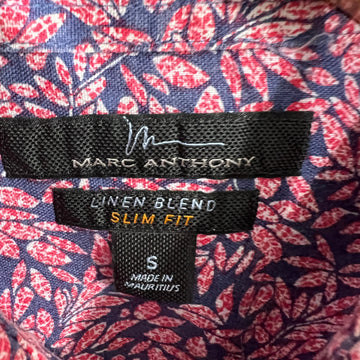 MARC ANTHONY
LINEN BLEND
SLIM FIT
S
MADE IN
MAURITIUS